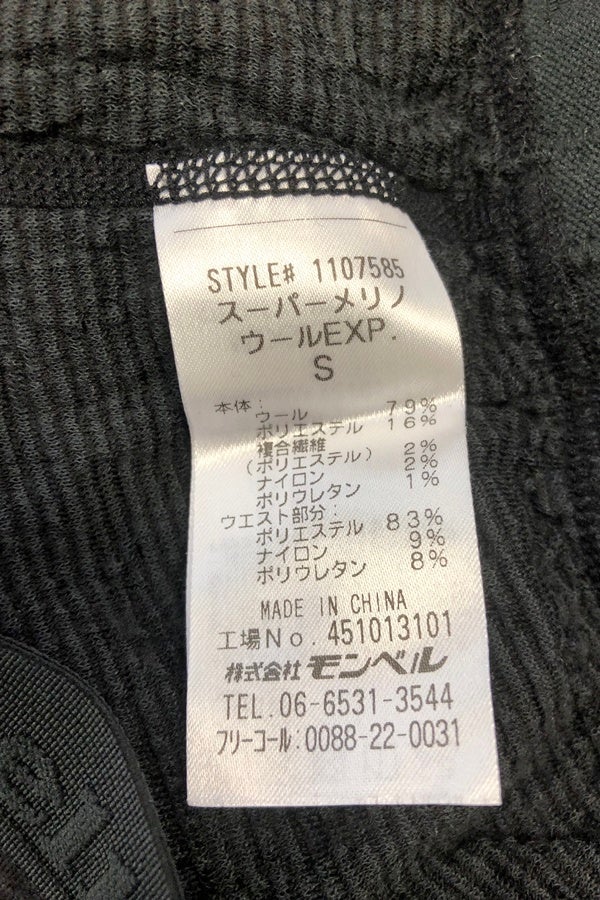 STYLE# 1107585
スーパーメリノ
ウールEXP.
S
本体:
ウール 79%
ポリエステル 16%
複合繊維
(ポリエステル) 2%
ナイロン 2%
ポリウレタン 1%
ウエスト部分:
ポリエステル 83%
ナイロン 9%
ポリウレタン 8%
MADE IN CHINA
工場No. 451013101
株式会社 モンベル
TEL. 06-6531-3544
フリーコール:0088-22-0031